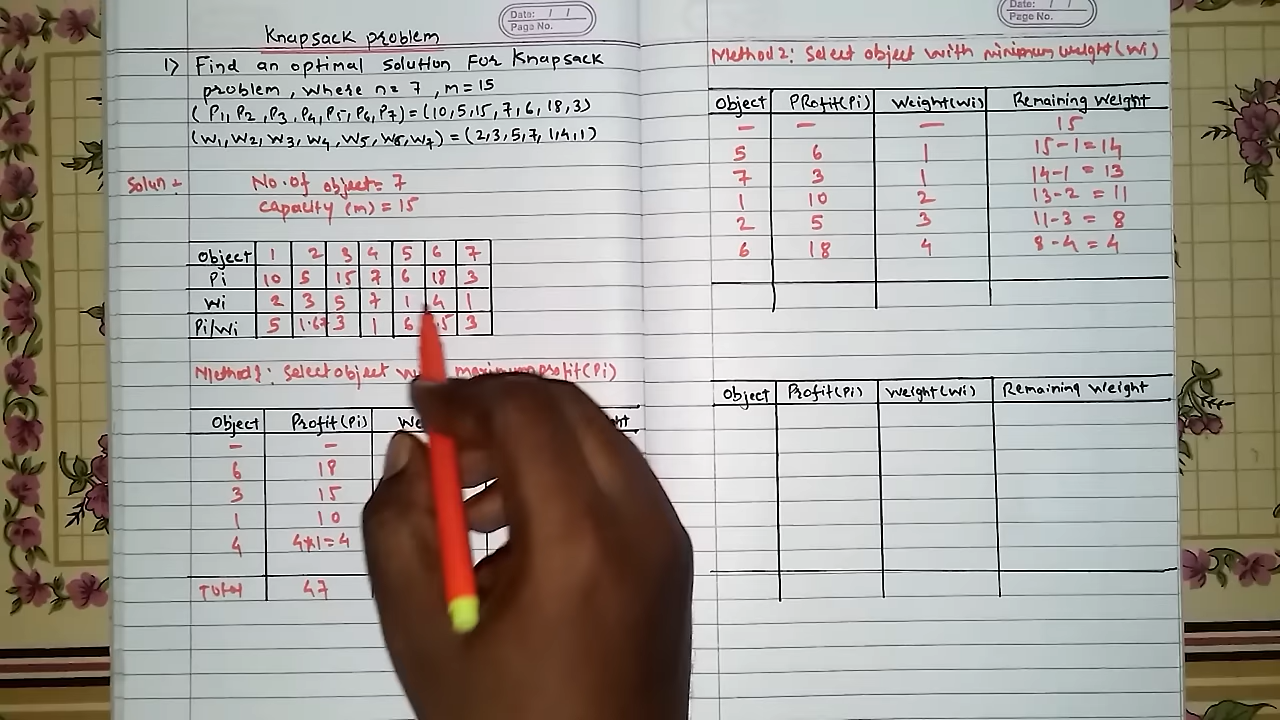 Date: / /
Page No.
Knapsack problem
1) Find an optimal solution For Knapsack
problem, where n= 7, m=15
(P1, P2, P3, P4, P5, P6, P7) = (10, 5, 15, 7, 6, 18, 3)
(W1, W2, W3, W4, W5, W6, W7) = (2, 3, 5, 7, 1, 4, 1)
Solun:-
No. of object= 7
capacity (m) = 15
Object 1 2 3 4 5 6 7
Pi 10 5 15 7 6 18 3
Wi 2 3 5 7 1 4 1
Pi/Wi 5 1.67 3 1 6 .5 3
Method1: Select object profit(Pi)
Object Profit(Pi)
— —
6 18
3 15
1 10
4 4*1=4
Total 47
Date: / /
Page No.
Method2: Select object with minimum weight(Wi)
Object PRofit(Pi) Weight(Wi) Remaining Weight
— — — 15
5 6 1 15-1=14
7 3 1 14-1 = 13
1 10 2 13-2 = 11
2 5 3 11-3 = 8
6 18 4 8-4 = 4
Object Profit(Pi) Weight(Wi) Remaining Weight